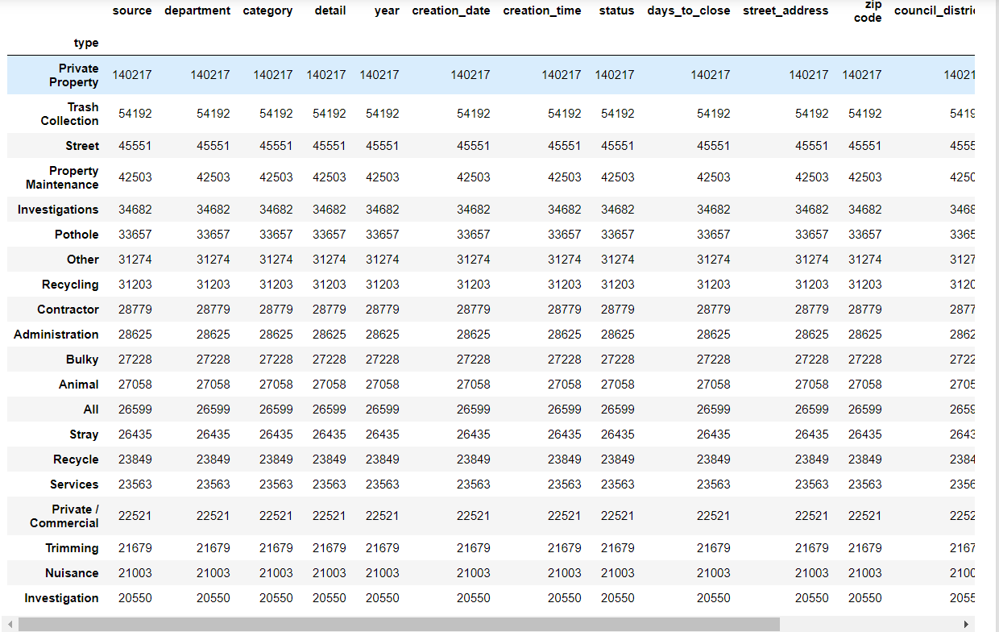 source department category detail year creation_date creation_time status days_to_close street_address zip code council_distric
type
Private Property 140217 140217 140217 140217 140217 140217 140217 140217 140217 140217 140217 14021
Trash Collection 54192 54192 54192 54192 54192 54192 54192 54192 54192 54192 54192 5419
Street 45551 45551 45551 45551 45551 45551 45551 45551 45551 45551 45551 4555
Property Maintenance 42503 42503 42503 42503 42503 42503 42503 42503 42503 42503 42503 4250
Investigations 34682 34682 34682 34682 34682 34682 34682 34682 34682 34682 34682 3468
Pothole 33657 33657 33657 33657 33657 33657 33657 33657 33657 33657 33657 3365
Other 31274 31274 31274 31274 31274 31274 31274 31274 31274 31274 31274 3127
Recycling 31203 31203 31203 31203 31203 31203 31203 31203 31203 31203 31203 3120
Contractor 28779 28779 28779 28779 28779 28779 28779 28779 28779 28779 28779 2877
Administration 28625 28625 28625 28625 28625 28625 28625 28625 28625 28625 28625 2862
Bulky 27228 27228 27228 27228 27228 27228 27228 27228 27228 27228 27228 2722
Animal 27058 27058 27058 27058 27058 27058 27058 27058 27058 27058 27058 2705
All 26599 26599 26599 26599 26599 26599 26599 26599 26599 26599 26599 2659
Stray 26435 26435 26435 26435 26435 26435 26435 26435 26435 26435 26435 2643
Recycle 23849 23849 23849 23849 23849 23849 23849 23849 23849 23849 23849 2384
Services 23563 23563 23563 23563 23563 23563 23563 23563 23563 23563 23563 2356
Private / Commercial 22521 22521 22521 22521 22521 22521 22521 22521 22521 22521 22521 2252
Trimming 21679 21679 21679 21679 21679 21679 21679 21679 21679 21679 21679 2167
Nuisance 21003 21003 21003 21003 21003 21003 21003 21003 21003 21003 21003 2100
Investigation 20550 20550 20550 20550 20550 20550 20550 20550 20550 20550 20550 2055